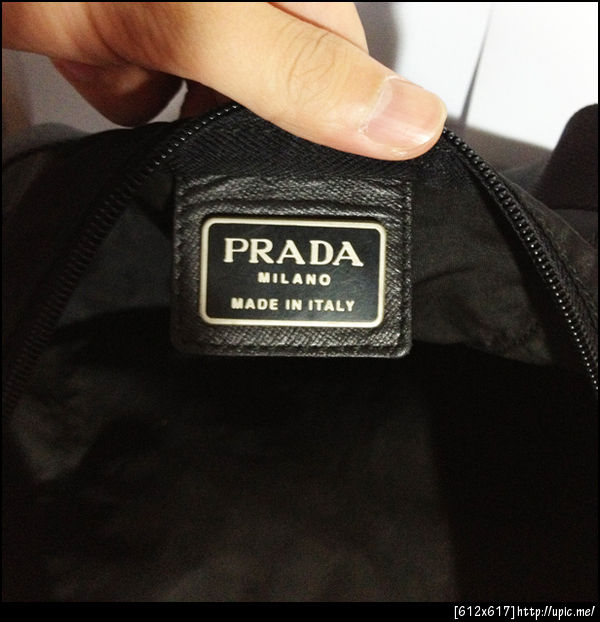 PRADA
MILANO
MADE IN ITALY
[612x617]http://upic.me/